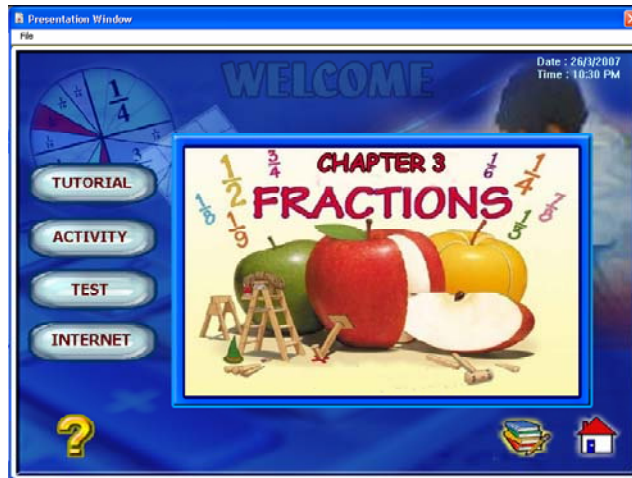 Presentation Window
File
WELCOME
Date : 26/3/2007
Time : 10:30 PM
1/4
3
TUTORIAL
ACTIVITY
TEST
INTERNET
CHAPTER 3
FRACTIONS
1/2
3/4
1/6
1/4
1/8
1/9
1/3
7/8
?